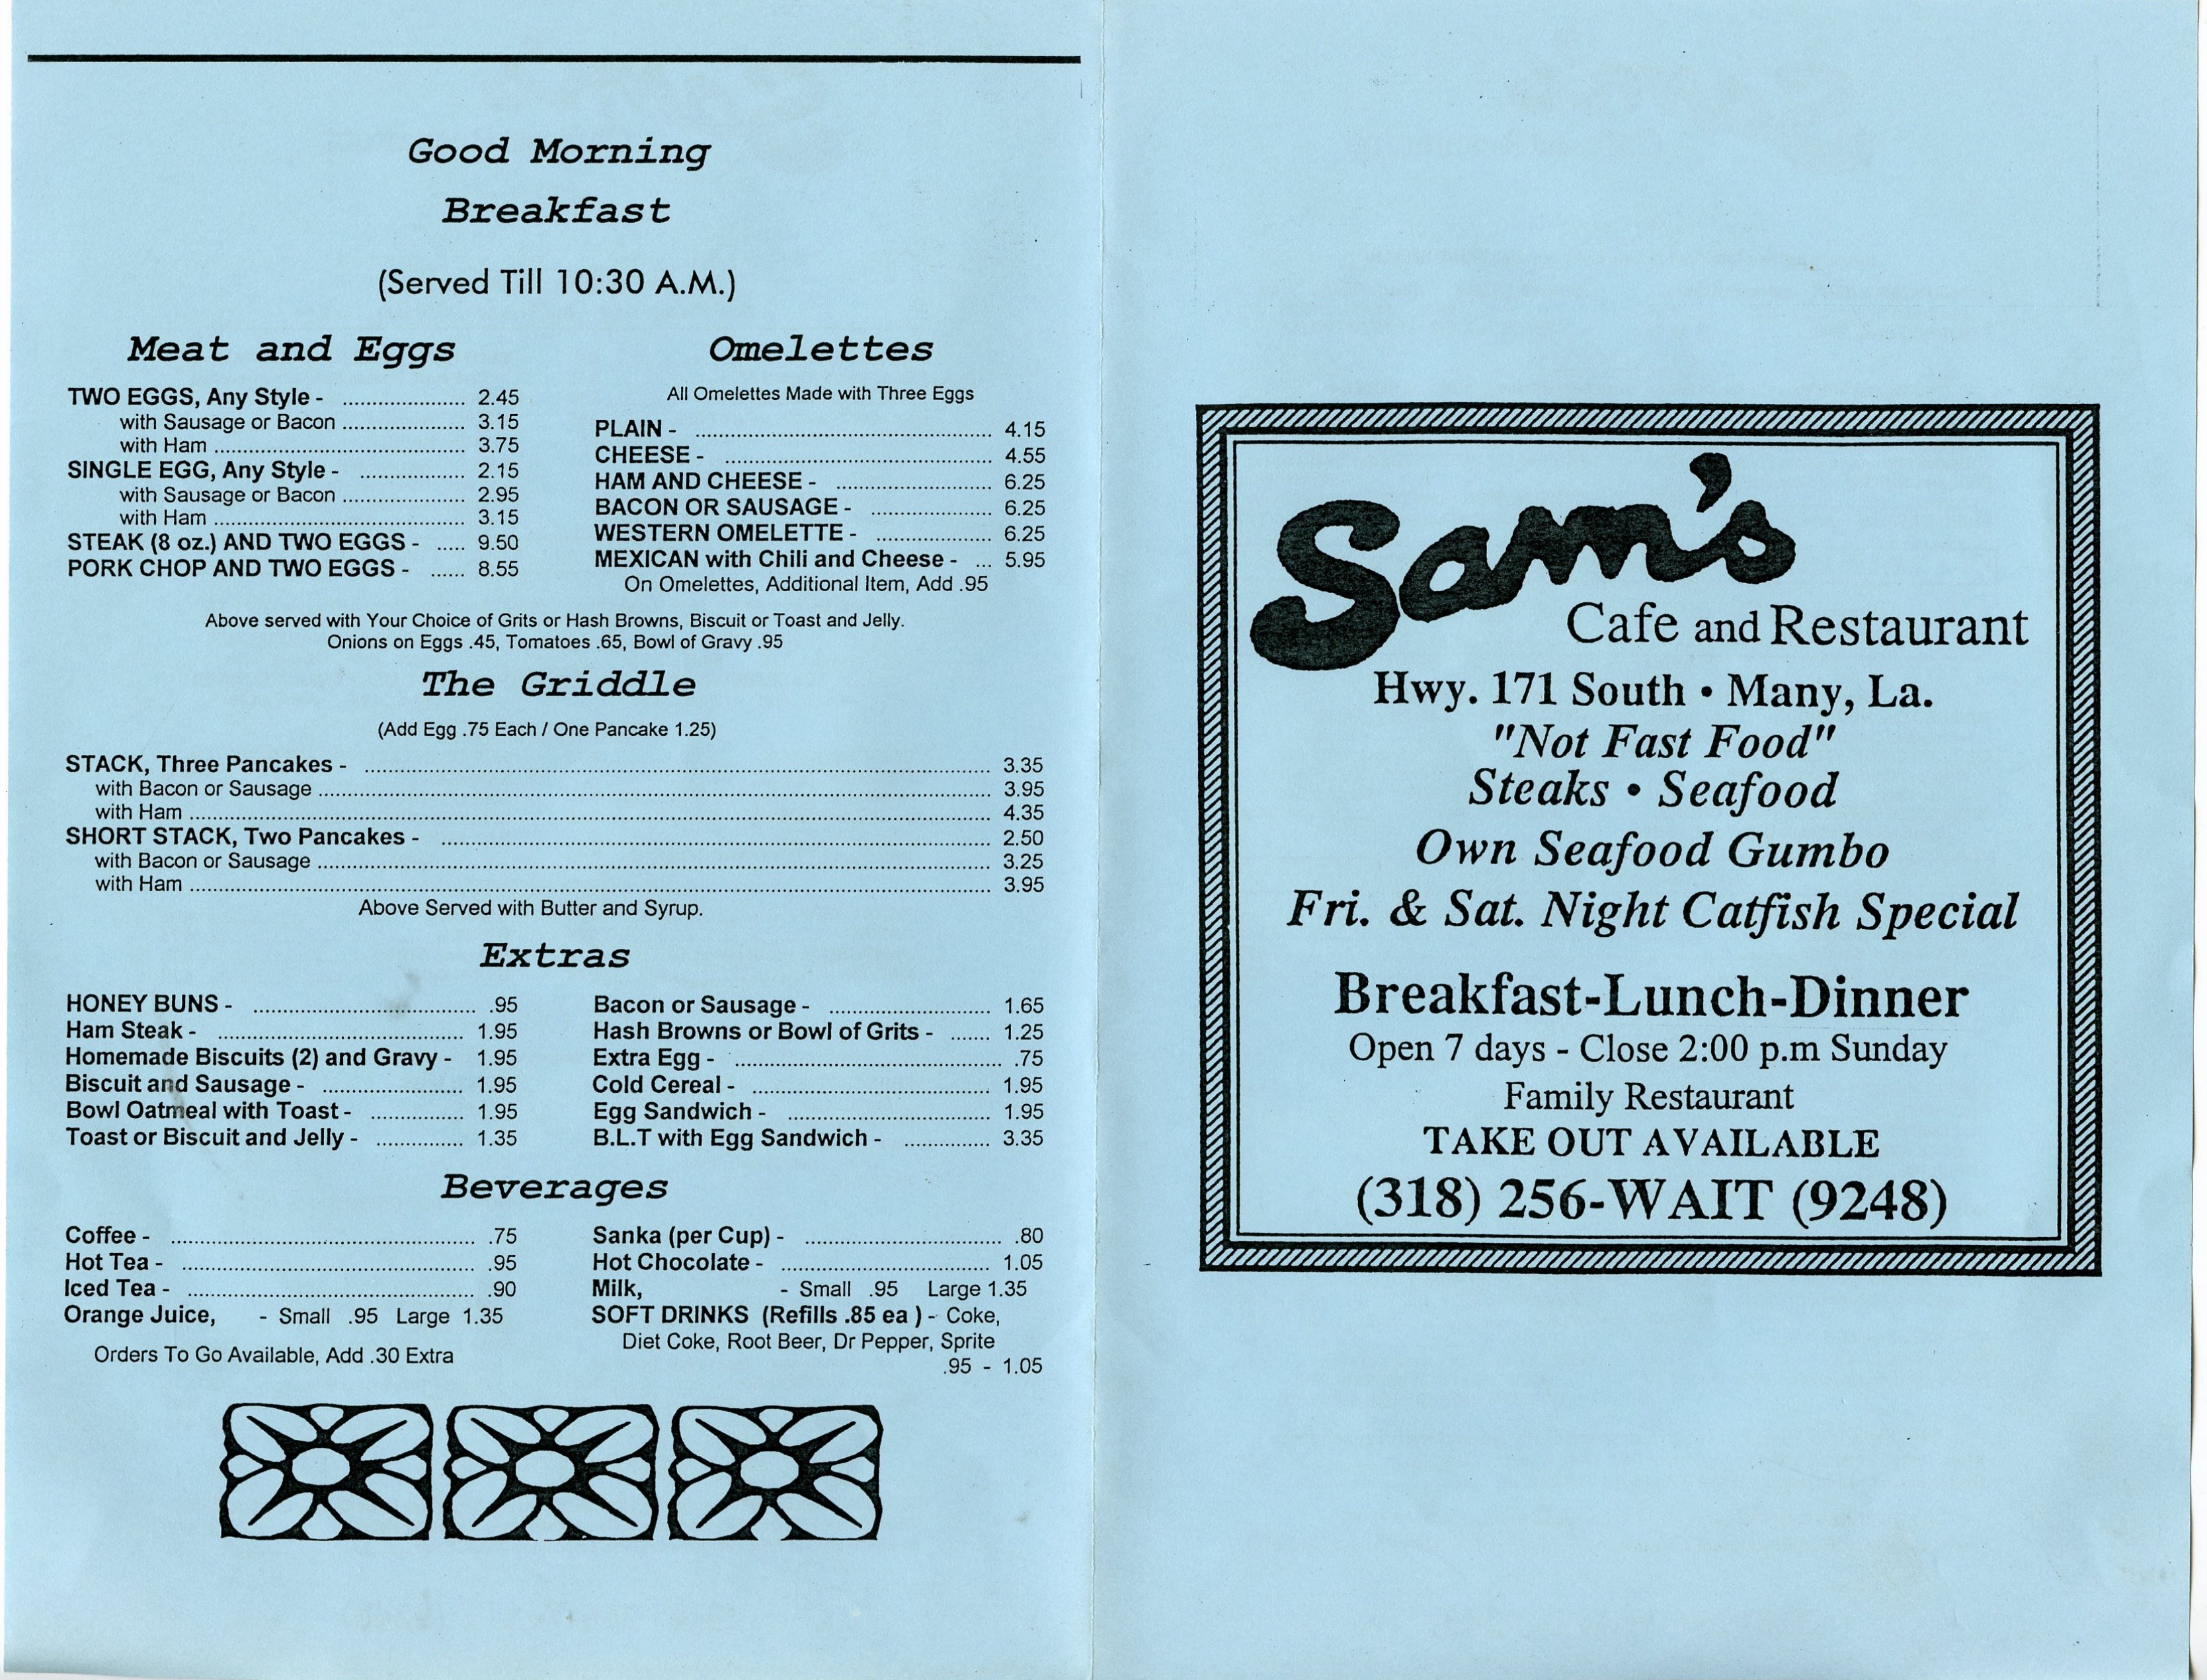 Good Morning
Breakfast
(Served Till 10:30 A.M.)
Meat and Eggs
TWO EGGS, Any Style - ..................... 2.45
with Sausage or Bacon ..................... 3.15
with Ham ........................................... 3.75
SINGLE EGG, Any Style - .................. 2.15
with Sausage or Bacon ..................... 2.95
with Ham ........................................... 3.15
STEAK (8 oz.) AND TWO EGGS - ..... 9.50
PORK CHOP AND TWO EGGS - ...... 8.55
Omelettes
All Omelettes Made with Three Eggs
PLAIN - ................................................... 4.15
CHEESE - .............................................. 4.55
HAM AND CHEESE - ........................... 6.25
BACON OR SAUSAGE - ..................... 6.25
WESTERN OMELETTE - .................... 6.25
MEXICAN with Chili and Cheese - ... 5.95
On Omelettes, Additional Item, Add .95
Above served with Your Choice of Grits or Hash Browns, Biscuit or Toast and Jelly.
Onions on Eggs .45, Tomatoes .65, Bowl of Gravy .95
The Griddle
(Add Egg .75 Each / One Pancake 1.25)
STACK, Three Pancakes - ............................................................ 3.35
with Bacon or Sausage ............................................................ 3.95
with Ham ............................................................ 4.35
SHORT STACK, Two Pancakes - ............................................................ 2.50
with Bacon or Sausage ............................................................ 3.25
with Ham ............................................................ 3.95
Above Served with Butter and Syrup.
Extras
HONEY BUNS - ...................................... .95
Ham Steak - .......................................... 1.95
Homemade Biscuits (2) and Gravy - 1.95
Biscuit and Sausage - ........................ 1.95
Bowl Oatmeal with Toast - ................ 1.95
Toast or Biscuit and Jelly - ............... 1.35
Bacon or Sausage - ............................ 1.65
Hash Browns or Bowl of Grits - ....... 1.25
Extra Egg - .............................................. .75
Cold Cereal - ......................................... 1.95
Egg Sandwich - ................................... 1.95
B.L.T with Egg Sandwich - ............... 3.35
Beverages
Coffee - .................................................... .75
Hot Tea - .................................................. .95
Iced Tea - ................................................. .90
Orange Juice, - Small .95 Large 1.35
Orders To Go Available, Add .30 Extra
Sanka (per Cup) - .................................. .80
Hot Chocolate - .................................... 1.05
Milk, - Small .95 Large 1.35
SOFT DRINKS (Refills .85 ea ) - Coke,
Diet Coke, Root Beer, Dr Pepper, Sprite
.95 - 1.05
Sam's
Cafe and Restaurant
Hwy. 171 South • Many, La.
"Not Fast Food"
Steaks • Seafood
Own Seafood Gumbo
Fri. & Sat. Night Catfish Special
Breakfast-Lunch-Dinner
Open 7 days - Close 2:00 p.m Sunday
Family Restaurant
TAKE OUT AVAILABLE
(318) 256-WAIT (9248)